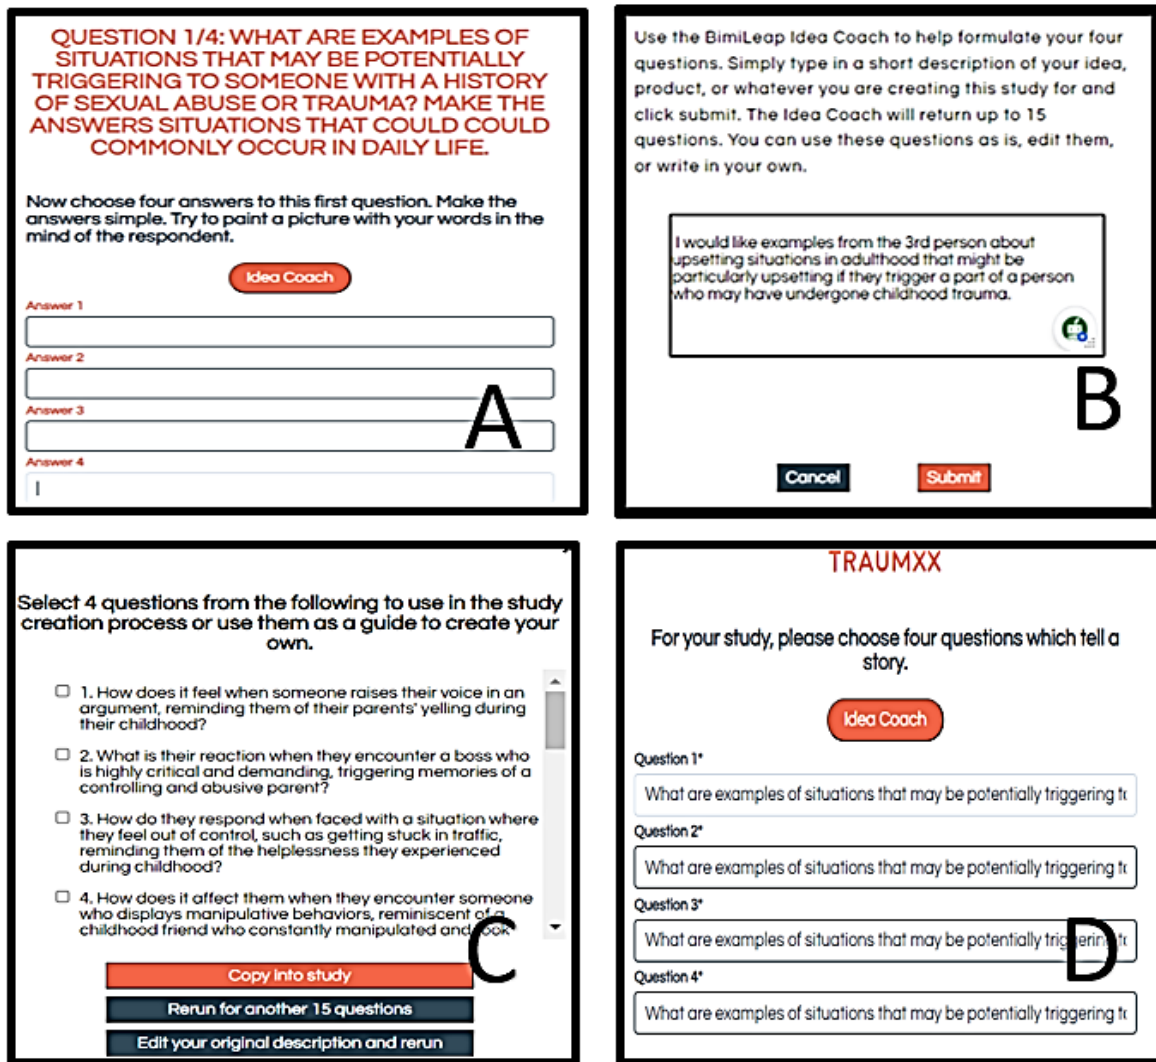 QUESTION 1/4: WHAT ARE EXAMPLES OF
SITUATIONS THAT MAY BE POTENTIALLY
TRIGGERING TO SOMEONE WITH A HISTORY
OF SEXUAL ABUSE OR TRAUMA? MAKE THE
ANSWERS SITUATIONS THAT COULD COULD
COMMONLY OCCUR IN DAILY LIFE.
Now choose four answers to this first question. Make the
answers simple. Try to paint a picture with your words in the
mind of the respondent.
Idea Coach
Answer 1
Answer 2
Answer 3
Answer 4
A
Use the BimiLeap Idea Coach to help formulate your four
questions. Simply type in a short description of your idea,
product, or whatever you are creating this study for and
click submit. The Idea Coach will return up to 15
questions. You can use these questions as is, edit them,
or write in your own.
I would like examples from the 3rd person about
upsetting situations in adulthood that might be
particularly upsetting if they trigger a part of a person
who may have undergone childhood trauma.
B
Cancel
Submit
Select 4 questions from the following to use in the study
creation process or use them as a guide to create your
own.
1. How does it feel when someone raises their voice in an
argument, reminding them of their parents' yelling during
their childhood?
2. What is their reaction when they encounter a boss who
is highly critical and demanding, triggering memories of a
controlling and abusive parent?
3. How do they respond when faced with a situation where
they feel out of control, such as getting stuck in traffic,
reminding them of the helplessness they experienced
during childhood?
4. How does it affect them when they encounter someone
who displays manipulative behaviors, reminiscent of a
childhood friend who constantly manipulated and took
C
Copy into study
Rerun for another 15 questions
Edit your original description and rerun
TRAUMXX
For your study, please choose four questions which tell a
story.
Idea Coach
Question 1*
What are examples of situations that may be potentially triggering to
Question 2*
What are examples of situations that may be potentially triggering to
Question 3*
What are examples of situations that may be potentially triggering to
D
Question 4*
What are examples of situations that may be potentially triggering to